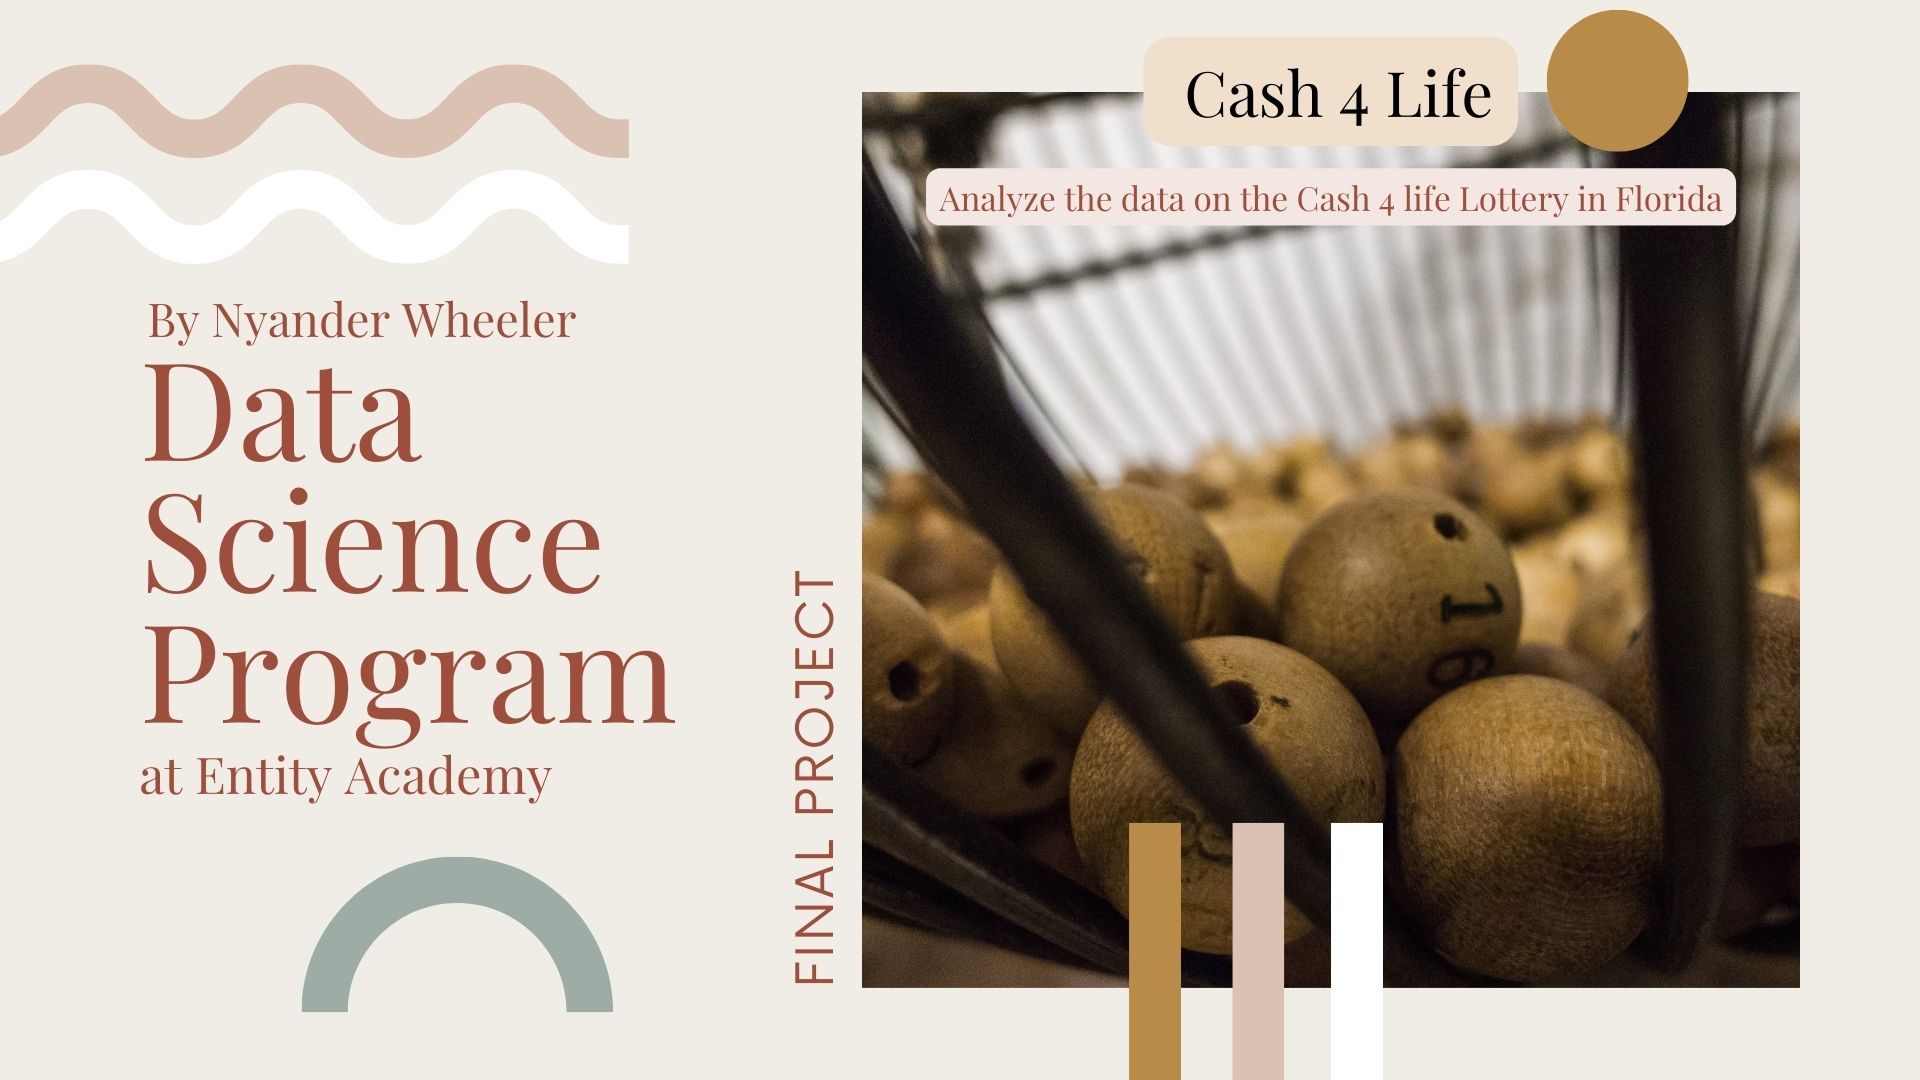 Cash 4 Life
Analyze the data on the Cash 4 life Lottery in Florida
By Nyander Wheeler
Data
Science
Program
at Entity Academy
FINAL PROJECT
16